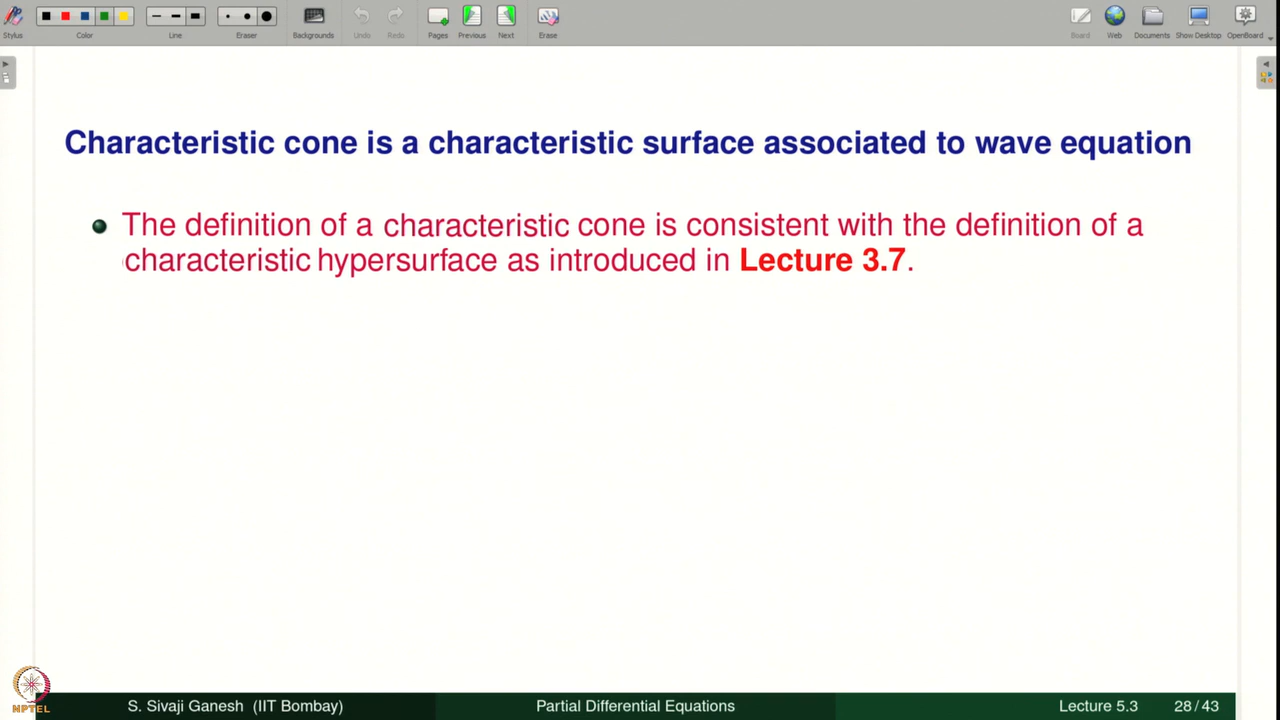 Stylus Color Line Eraser Backgrounds Undo Redo Pages Previous Next Erase Board Web Documents Show Desktop OpenBoard
Characteristic cone is a characteristic surface associated to wave equation
The definition of a characteristic cone is consistent with the definition of a
characteristic hypersurface as introduced in Lecture 3.7.
NPTEL
S. Sivaji Ganesh (IIT Bombay) Partial Differential Equations Lecture 5.3 28/43